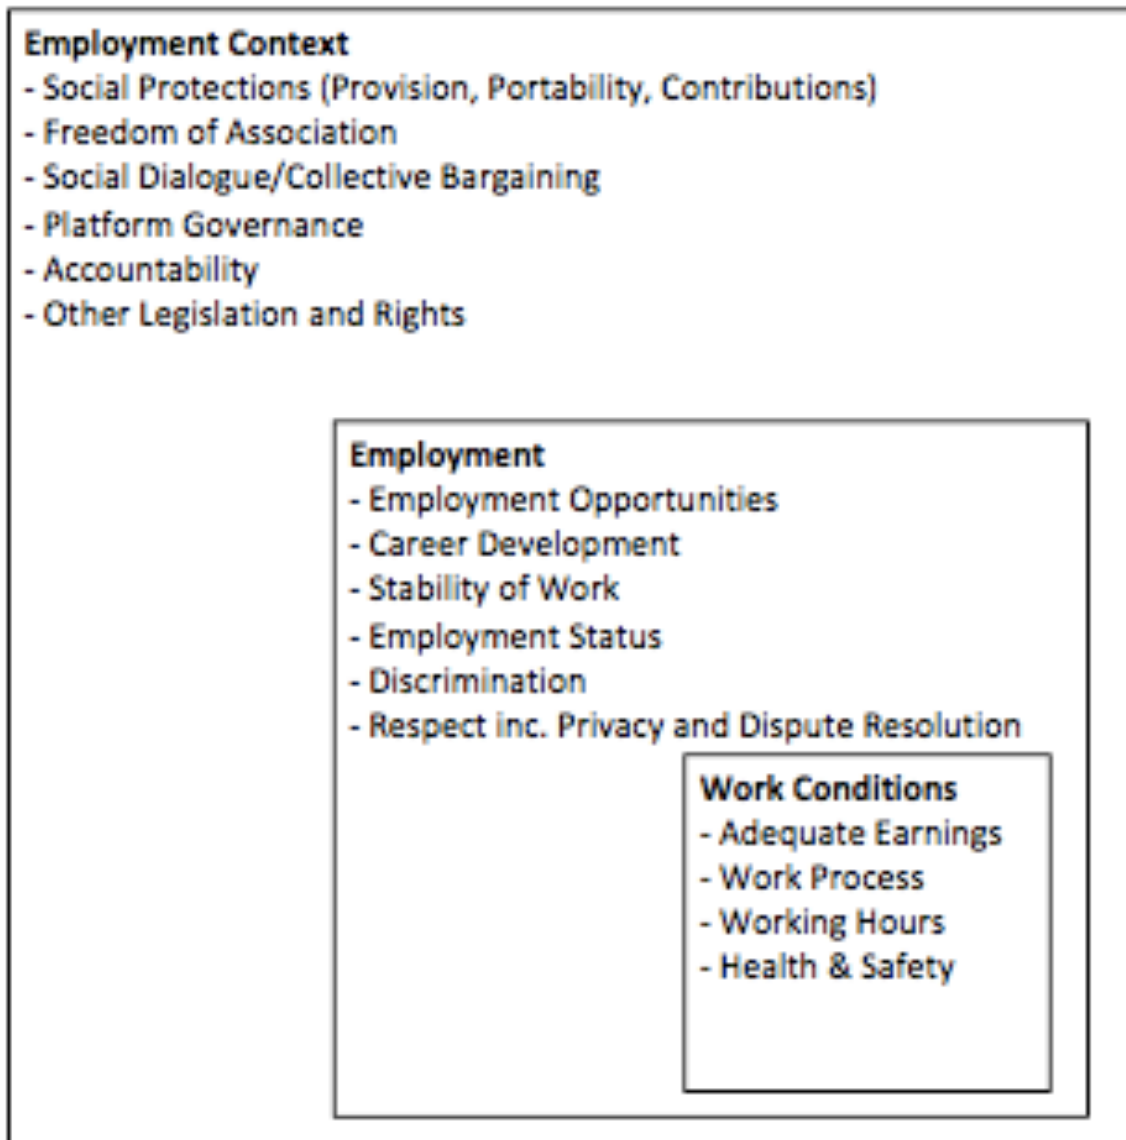 Employment Context
- Social Protections (Provision, Portability, Contributions)
- Freedom of Association
- Social Dialogue/Collective Bargaining
- Platform Governance
- Accountability
- Other Legislation and Rights
Employment
- Employment Opportunities
- Career Development
- Stability of Work
- Employment Status
- Discrimination
- Respect inc. Privacy and Dispute Resolution
Work Conditions
- Adequate Earnings
- Work Process
- Working Hours
- Health & Safety